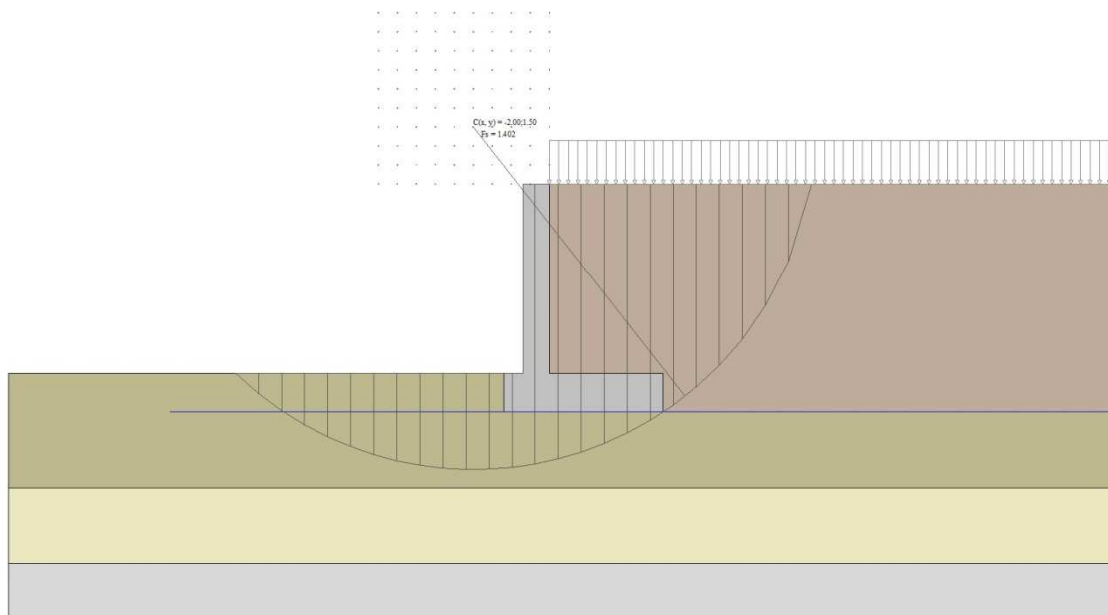 C(x, y) = -2.00;1.50
Fs = 1.402